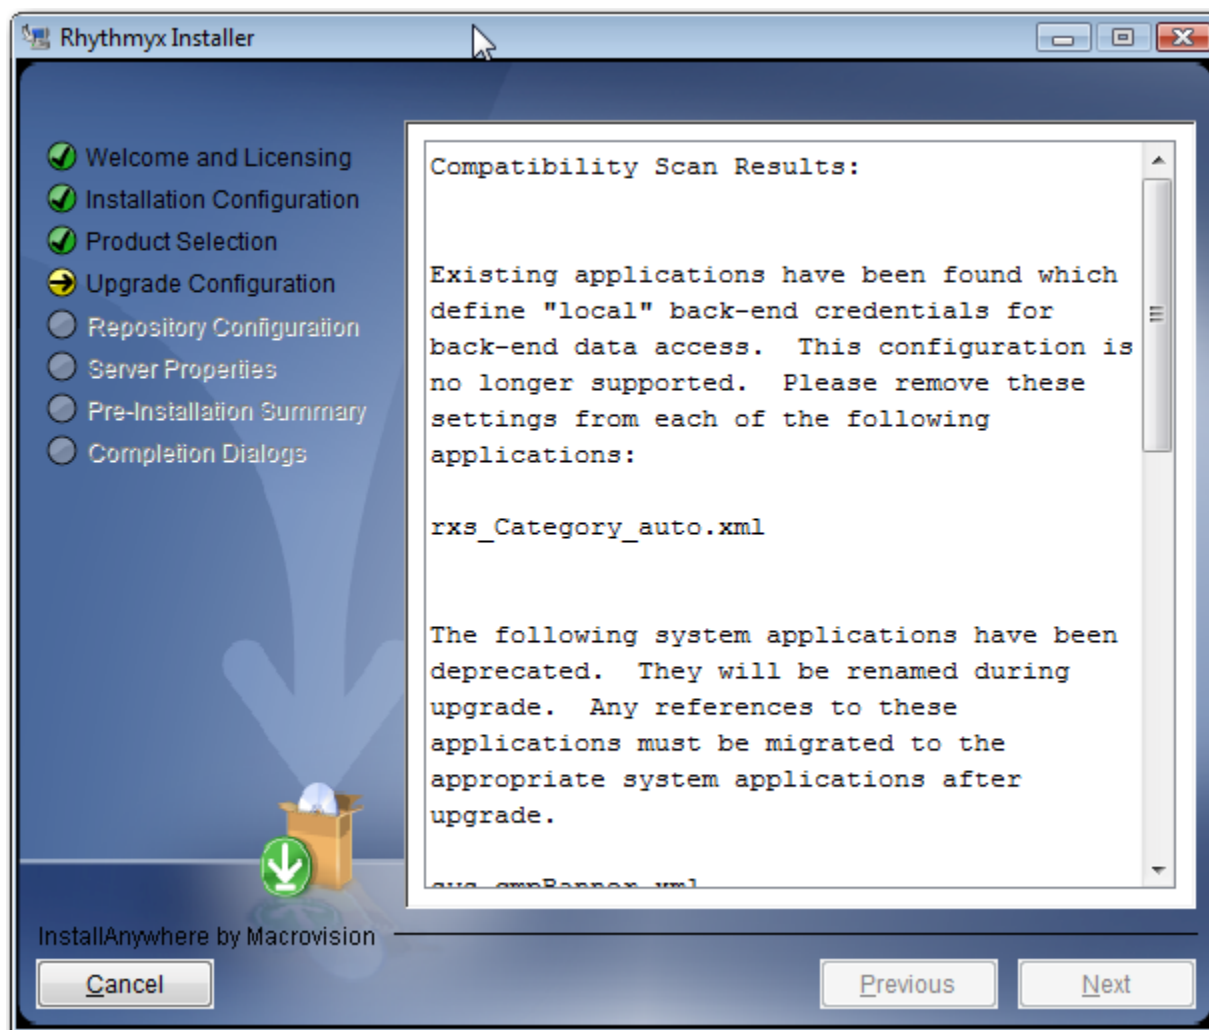 Rhythmyx Installer
Welcome and Licensing
Installation Configuration
Product Selection
Upgrade Configuration
Repository Configuration
Server Properties
Pre-Installation Summary
Completion Dialogs
Compatibility Scan Results:
Existing applications have been found which
define "local" back-end credentials for
back-end data access.  This configuration is
no longer supported.  Please remove these
settings from each of the following
applications:
rxs_Category_auto.xml
The following system applications have been
deprecated.  They will be renamed during
upgrade.  Any references to these
applications must be migrated to the
appropriate system applications after
upgrade.
sys_cmpBanner.xml
InstallAnywhere by Macrovision
Cancel
Previous
Next